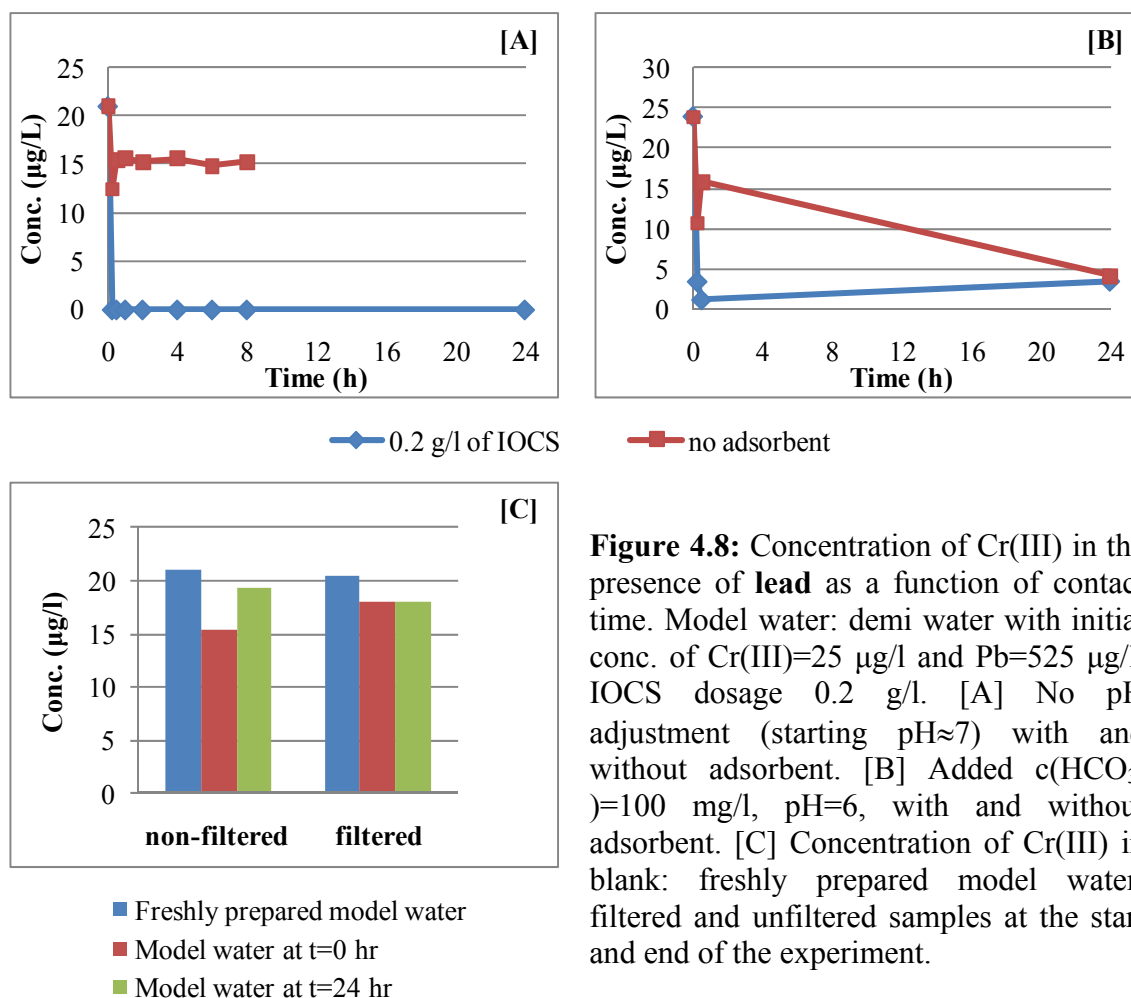 [A]
25
20
15
10
5
0
Conc. (µg/L)
0 4 8 12 16 20 24
Time (h)
[B]
30
25
20
15
10
5
0
Conc. (µg/L)
0 4 8 12 16 20 24
Time (h)
0.2 g/l of IOCS
no adsorbent
[C]
25
20
15
10
5
0
Conc. (µg/l)
non-filtered filtered
Freshly prepared model water
Model water at t=0 hr
Model water at t=24 hr
Figure 4.8: Concentration of Cr(III) in th
presence of lead as a function of contac
time. Model water: demi water with initia
conc. of Cr(III)=25 µg/l and Pb=525 µg/l
IOCS dosage 0.2 g/l. [A] No pH
adjustment (starting pH≈7) with and
without adsorbent. [B] Added c(HCO₃
)=100 mg/l, pH=6, with and withou
adsorbent. [C] Concentration of Cr(III) i
blank: freshly prepared model water
filtered and unfiltered samples at the star
and end of the experiment.